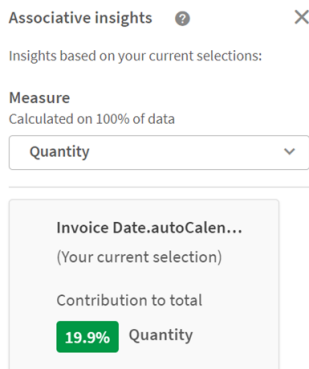 Associative insights
Insights based on your current selections:
Measure
Calculated on 100% of data
Quantity
Invoice Date.autoCalen...
(Your current selection)
Contribution to total
19.9% Quantity